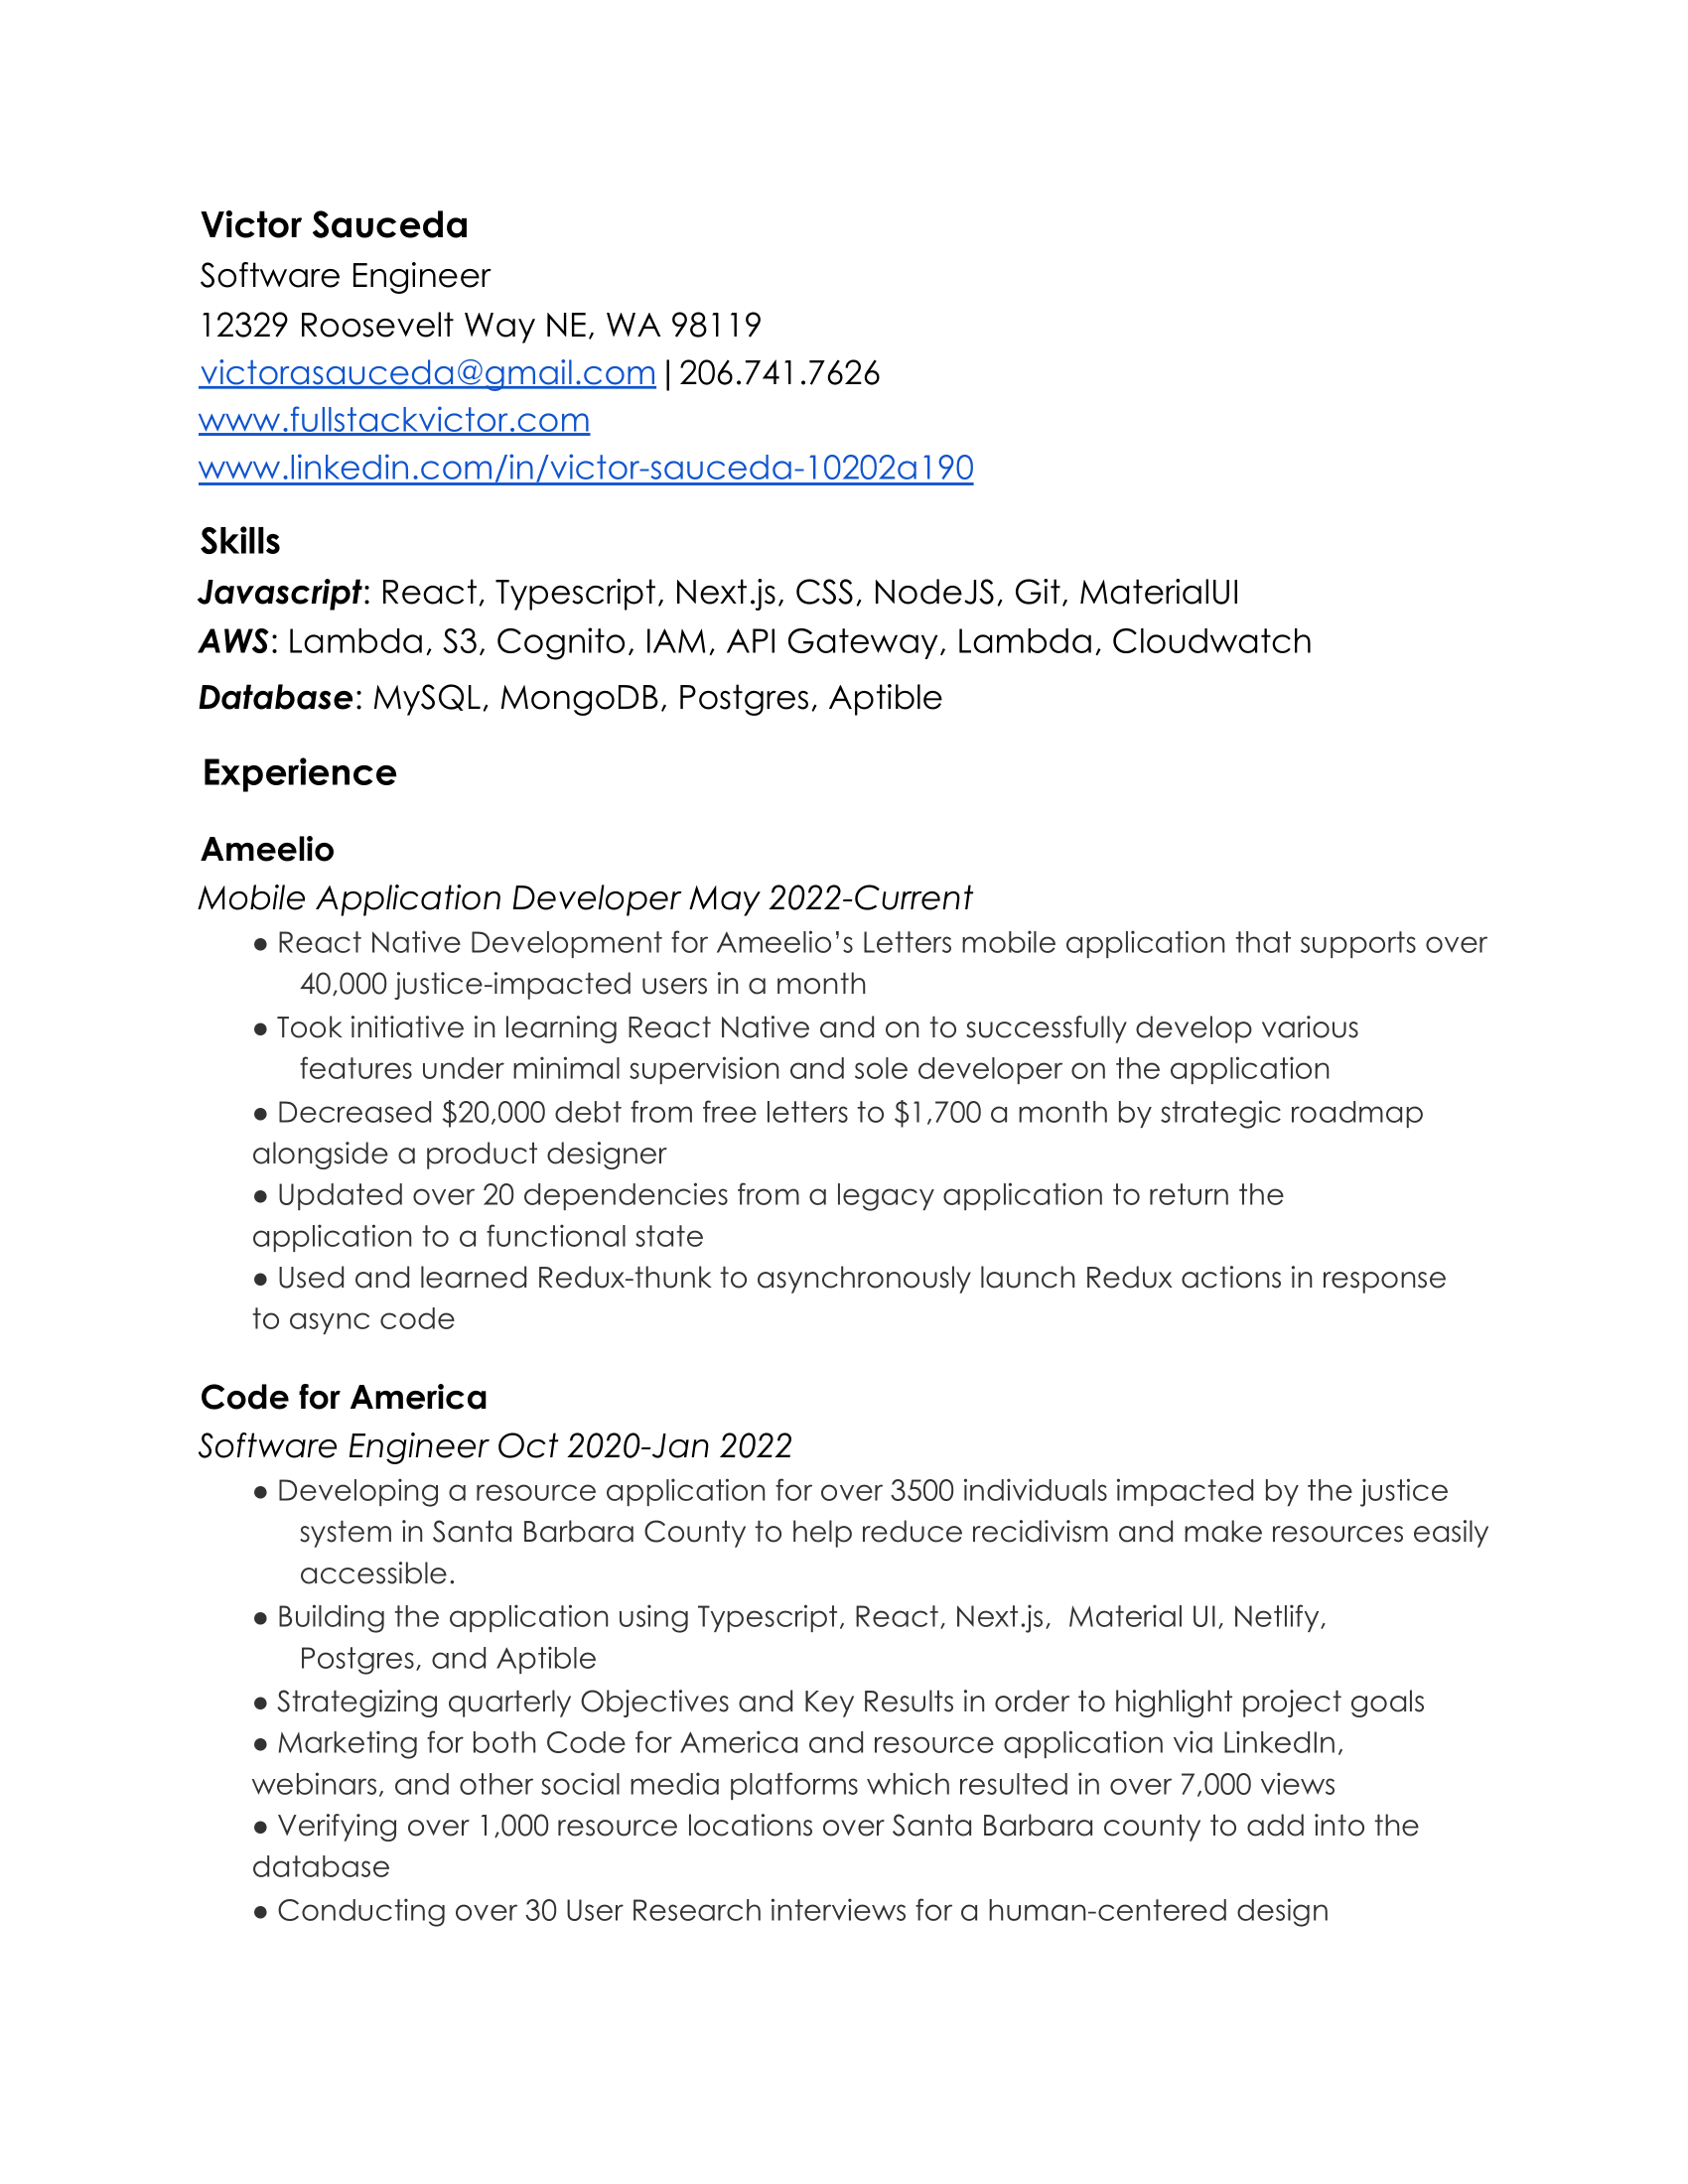 Victor Sauceda
Software Engineer
12329 Roosevelt Way NE, WA 98119
victorasauceda@gmail.com|206.741.7626
www.fullstackvictor.com
www.linkedin.com/in/victor-sauceda-10202a190
Skills
Javascript: React, Typescript, Next.js, CSS, NodeJS, Git, MaterialUI
AWS: Lambda, S3, Cognito, IAM, API Gateway, Lambda, Cloudwatch
Database: MySQL, MongoDB, Postgres, Aptible
Experience
Ameelio
Mobile Application Developer May 2022-Current
● React Native Development for Ameelio’s Letters mobile application that supports over
40,000 justice-impacted users in a month
● Took initiative in learning React Native and on to successfully develop various
features under minimal supervision and sole developer on the application
● Decreased $20,000 debt from free letters to $1,700 a month by strategic roadmap
alongside a product designer
● Updated over 20 dependencies from a legacy application to return the
application to a functional state
● Used and learned Redux-thunk to asynchronously launch Redux actions in response
to async code
Code for America
Software Engineer Oct 2020-Jan 2022
● Developing a resource application for over 3500 individuals impacted by the justice
system in Santa Barbara County to help reduce recidivism and make resources easily
accessible.
● Building the application using Typescript, React, Next.js,  Material UI, Netlify,
Postgres, and Aptible
● Strategizing quarterly Objectives and Key Results in order to highlight project goals
● Marketing for both Code for America and resource application via LinkedIn,
webinars, and other social media platforms which resulted in over 7,000 views
● Verifying over 1,000 resource locations over Santa Barbara county to add into the
database
● Conducting over 30 User Research interviews for a human-centered design